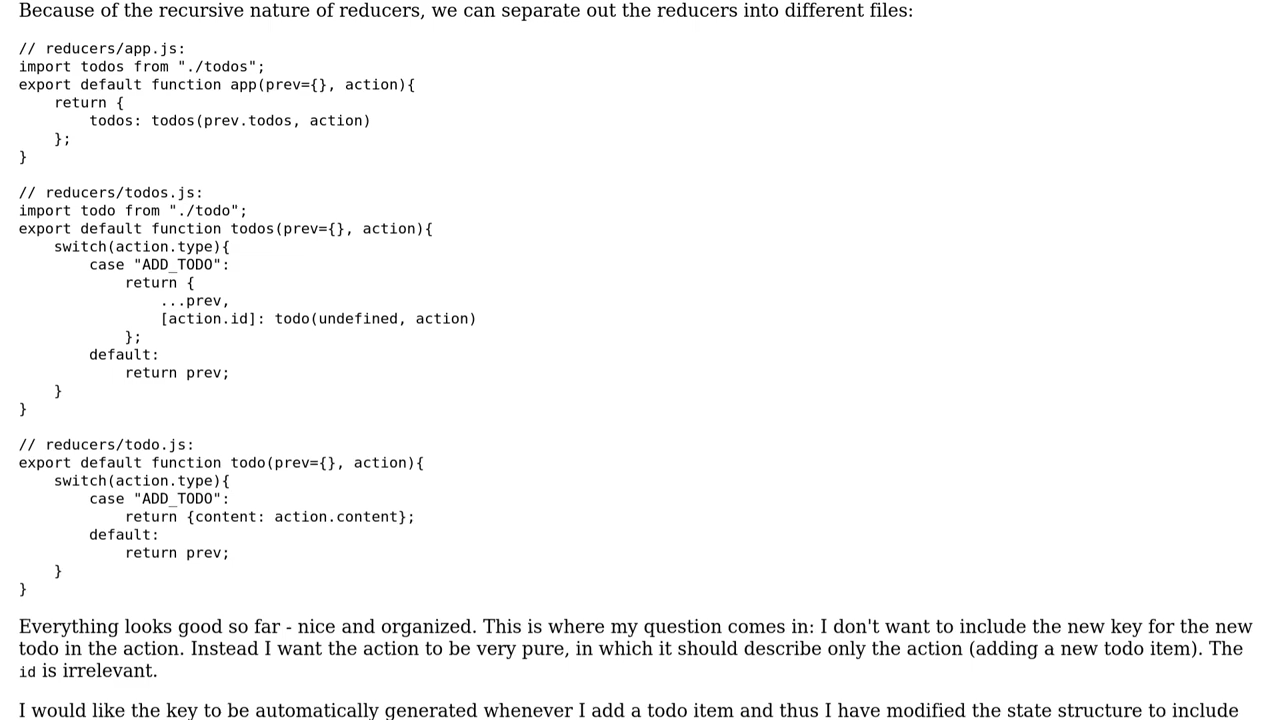 Because of the recursive nature of reducers, we can separate out the reducers into different files:
// reducers/app.js:
import todos from "./todos";
export default function app(prev={}, action){
    return {
        todos: todos(prev.todos, action)
    };
}
// reducers/todos.js:
import todo from "./todo";
export default function todos(prev={}, action){
    switch(action.type){
        case "ADD_TODO":
            return {
                ...prev,
                [action.id]: todo(undefined, action)
            };
        default:
            return prev;
    }
}
// reducers/todo.js:
export default function todo(prev={}, action){
    switch(action.type){
        case "ADD_TODO":
            return {content: action.content};
        default:
            return prev;
    }
}
Everything looks good so far - nice and organized. This is where my question comes in: I don't want to include the new key for the new
todo in the action. Instead I want the action to be very pure, in which it should describe only the action (adding a new todo item). The
id is irrelevant.
I would like the key to be automatically generated whenever I add a todo item and thus I have modified the state structure to include